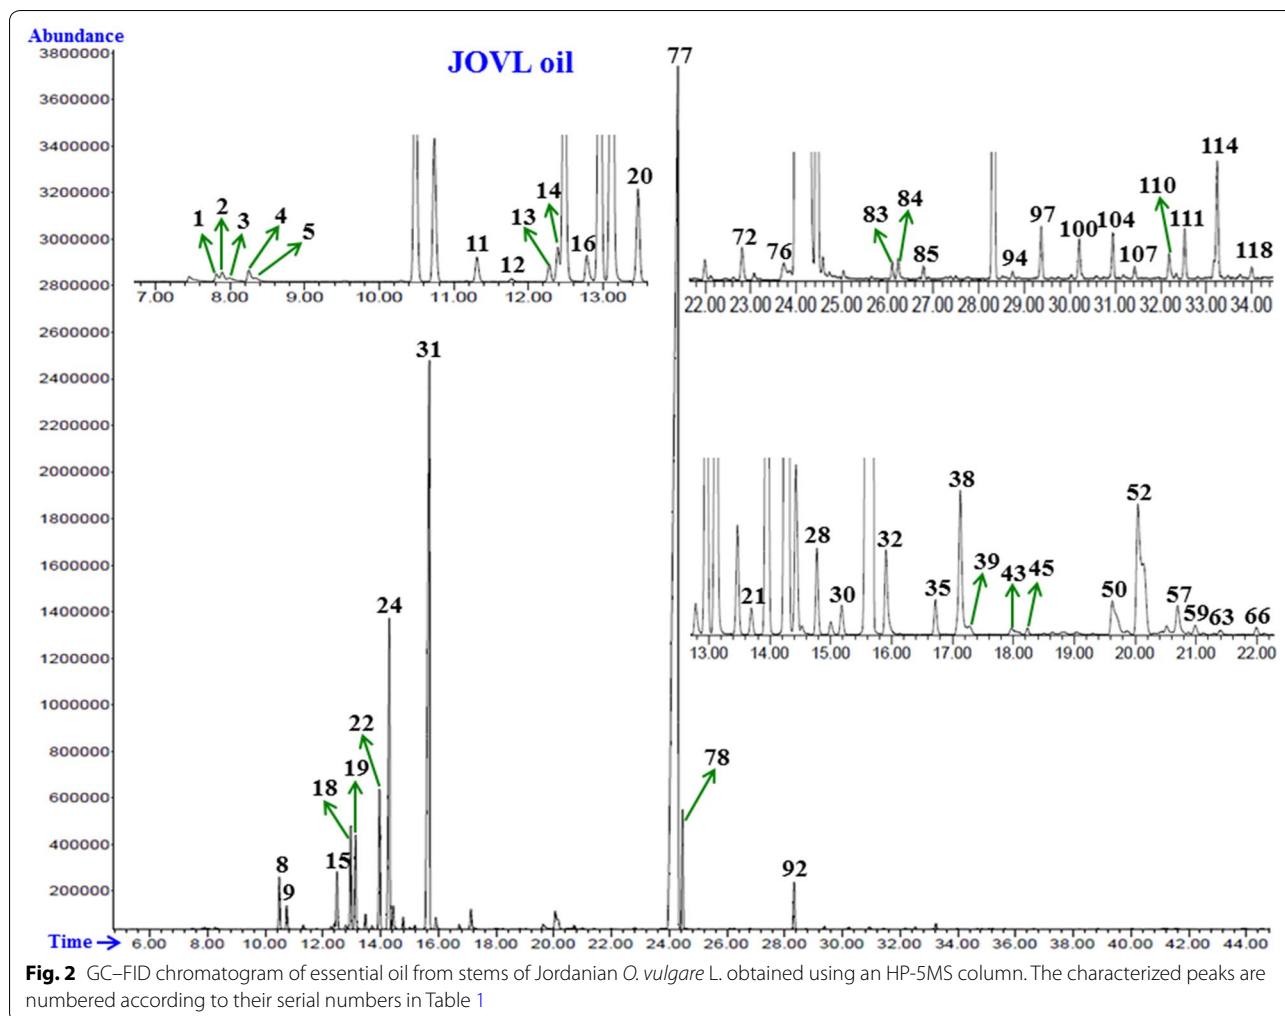 Abundance
JOVL oil
3800000
3600000
3400000
3200000
3000000
2800000
2600000
2400000
2200000
2000000
1800000
1600000
1400000
1200000
1000000
800000
600000
400000
200000
1 2 3 4 5 11 12 13 14 16 20
7.00 8.00 9.00 10.00 11.00 12.00 13.00
77
72 76 83 84 85 94 97 100 104 107 110 111 114 118
22.00 23.00 24.00 25.00 26.00 27.00 28.00 29.00 30.00 31.00 32.00 33.00 34.00
21 28 30 32 35 38 39 43 45 50 52 57 59 63 66
13.00 14.00 15.00 16.00 17.00 18.00 19.00 20.00 21.00 22.00
8 9 15 18 19 22 24 31 78 92
Time
6.00 8.00 10.00 12.00 14.00 16.00 18.00 20.00 22.00 24.00 26.00 28.00 30.00 32.00 34.00 36.00 38.00 40.00 42.00 44.00
Fig. 2 GC–FID chromatogram of essential oil from stems of Jordanian O. vulgare L. obtained using an HP-5MS column. The characterized peaks are
numbered according to their serial numbers in Table 1